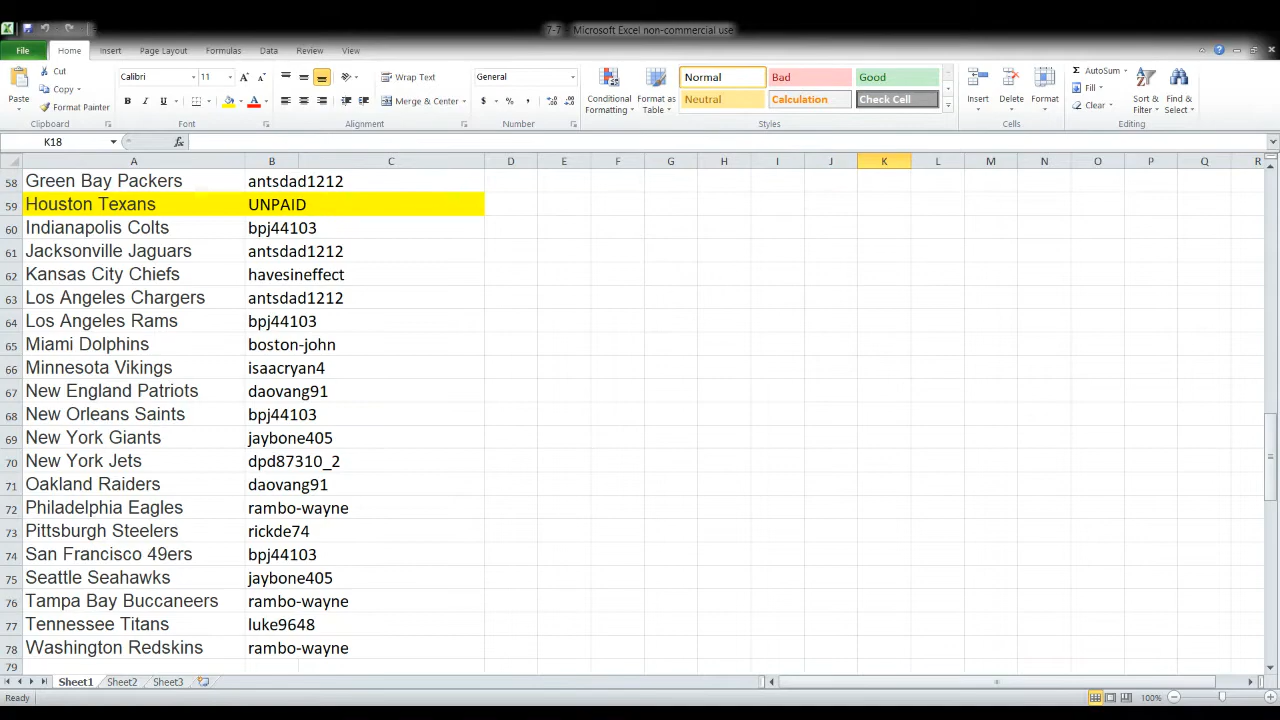 7-7 - Microsoft Excel non-commercial use
File Home Insert Page Layout Formulas Data Review View
Cut Calibri 11 Wrap Text General Normal Bad Good AutoSum
Paste Copy Fill
Format Painter Merge & Center Conditional Formatting Format as Table Neutral Calculation Check Cell Insert Delete Format Clear Sort & Filter Find & Select
Clipboard Font Alignment Number Styles Cells Editing
K18 fx
A B C D E F G H I J K L M N O P Q R
58 Green Bay Packers antsdad1212
59 Houston Texans UNPAID
60 Indianapolis Colts bpj44103
61 Jacksonville Jaguars antsdad1212
62 Kansas City Chiefs havesineffect
63 Los Angeles Chargers antsdad1212
64 Los Angeles Rams bpj44103
65 Miami Dolphins boston-john
66 Minnesota Vikings isaacryan4
67 New England Patriots daovang91
68 New Orleans Saints bpj44103
69 New York Giants jaybone405
70 New York Jets dpd87310_2
71 Oakland Raiders daovang91
72 Philadelphia Eagles rambo-wayne
73 Pittsburgh Steelers rickde74
74 San Francisco 49ers bpj44103
75 Seattle Seahawks jaybone405
76 Tampa Bay Buccaneers rambo-wayne
77 Tennessee Titans luke9648
78 Washington Redskins rambo-wayne
79
Sheet1 Sheet2 Sheet3
Ready 100%